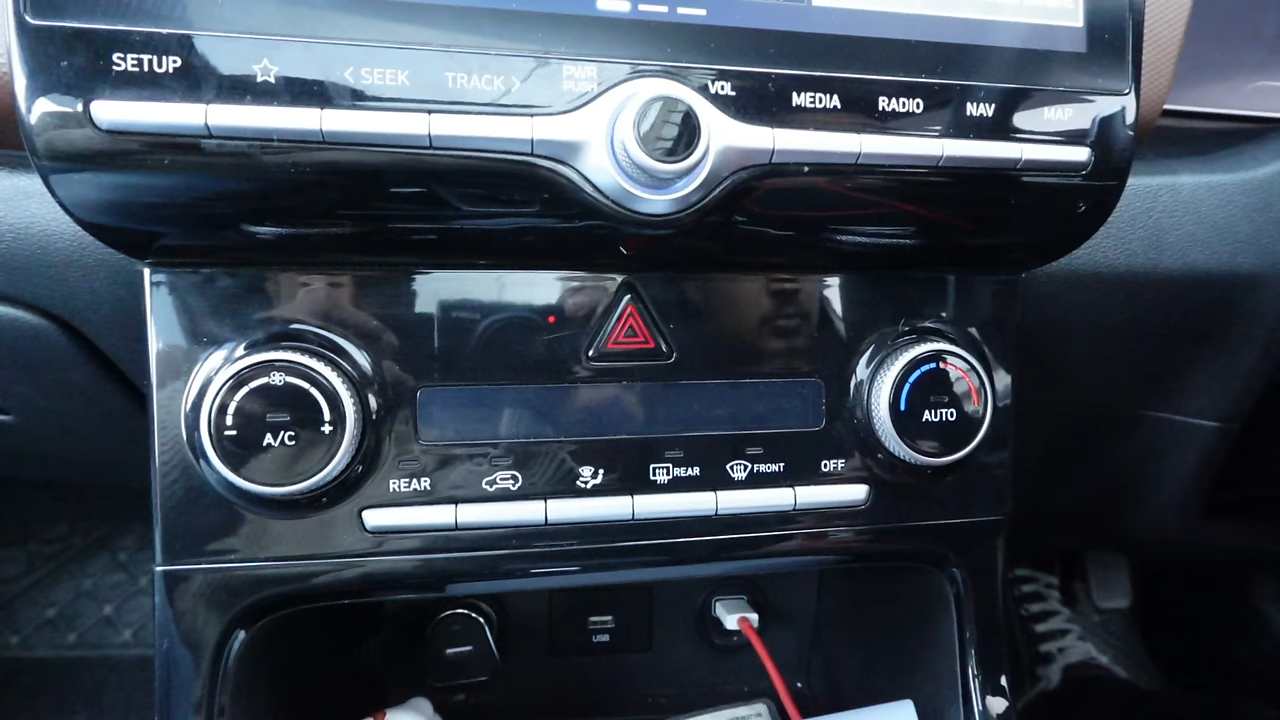 SETUP
☆
< SEEK
TRACK >
PWR
PUSH
VOL
MEDIA
RADIO
NAV
MAP
- A/C +
AUTO
REAR
REAR
FRONT
OFF
USB